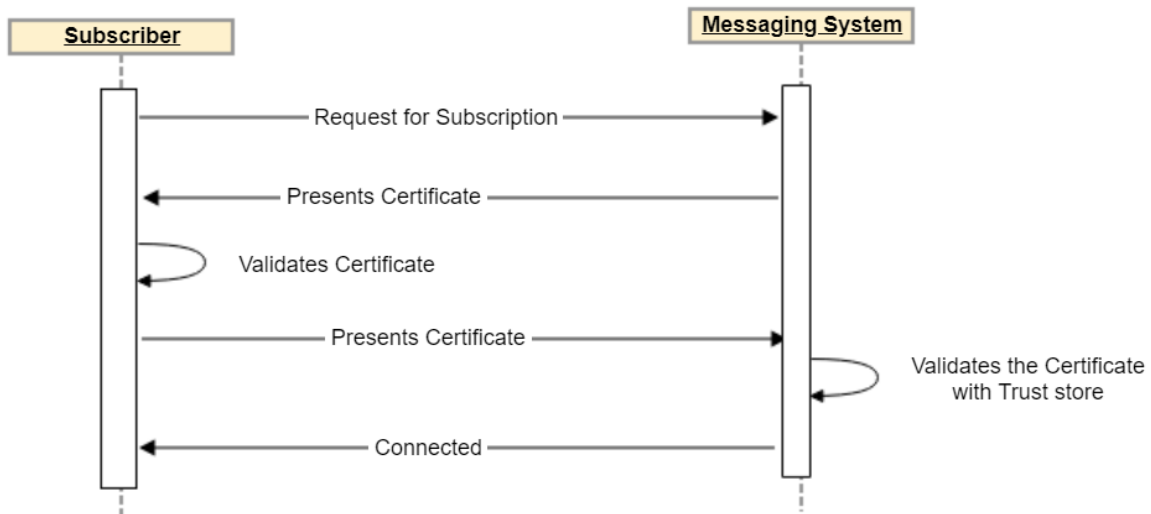 Subscriber
Messaging System
Request for Subscription
Presents Certificate
Validates Certificate
Presents Certificate
Validates the Certificate
with Trust store
Connected